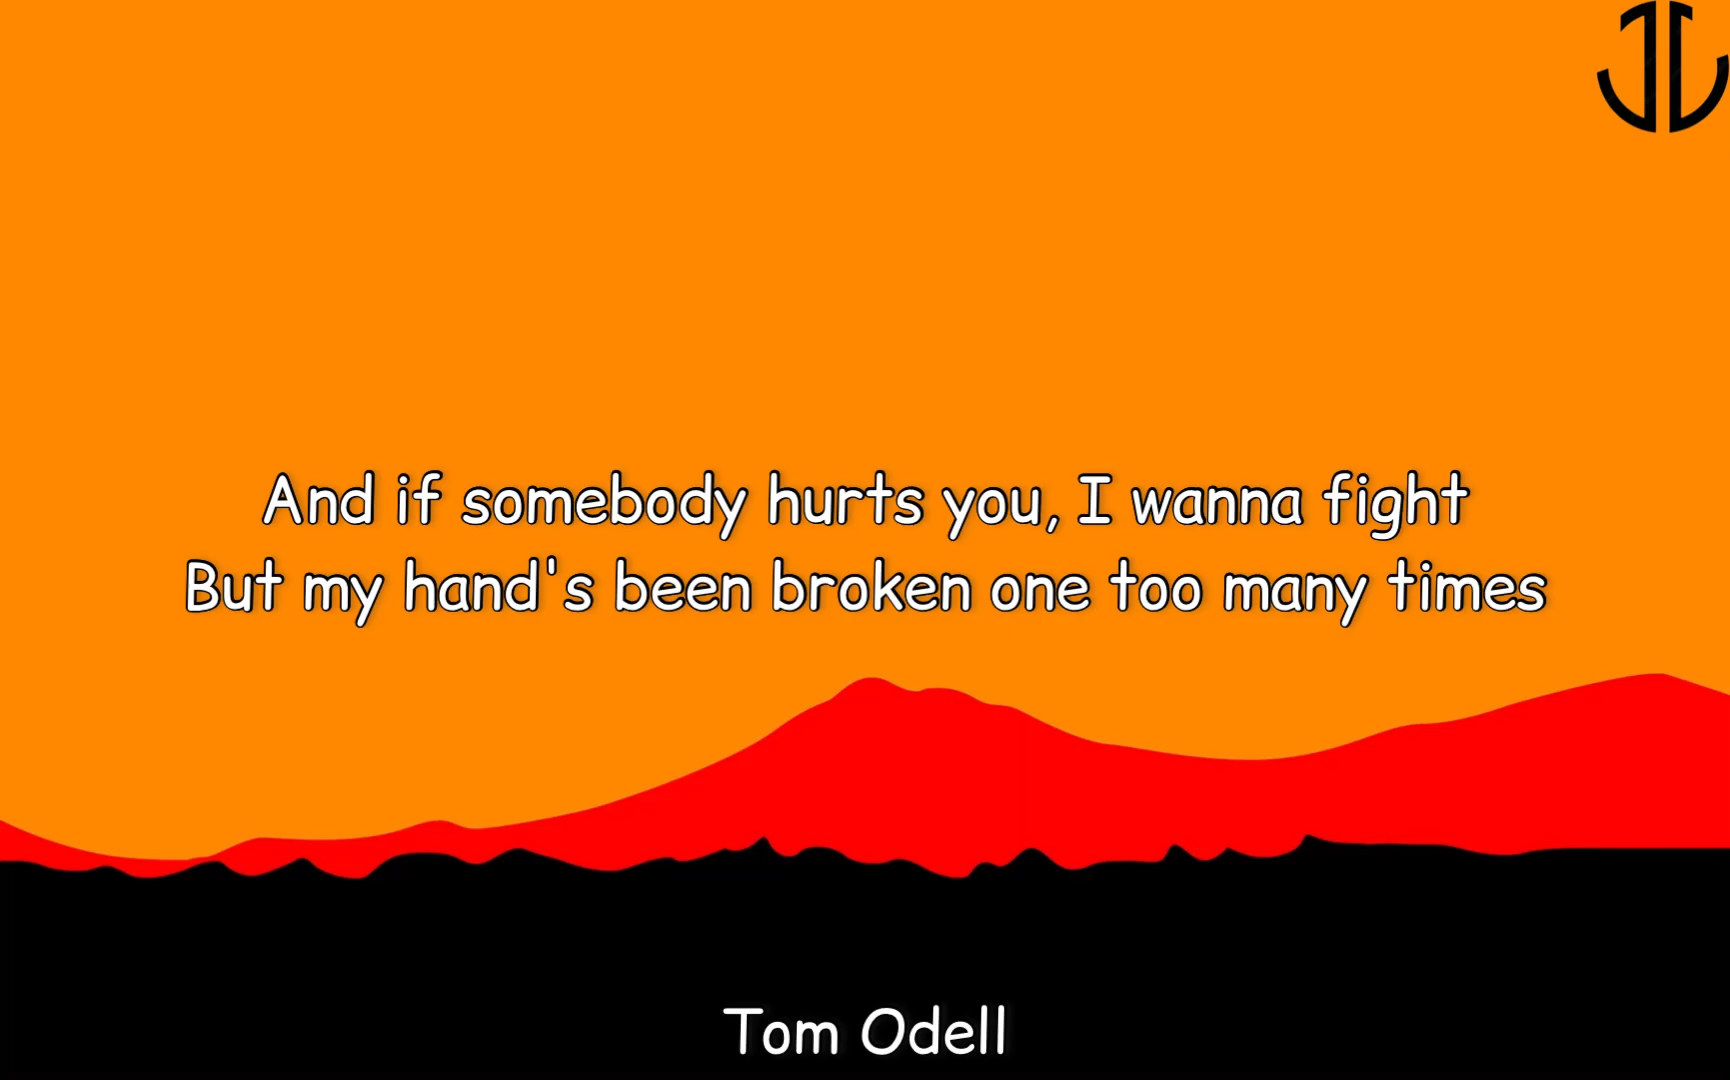 And if somebody hurts you, I wanna fight
But my hand's been broken one too many times
Tom Odell